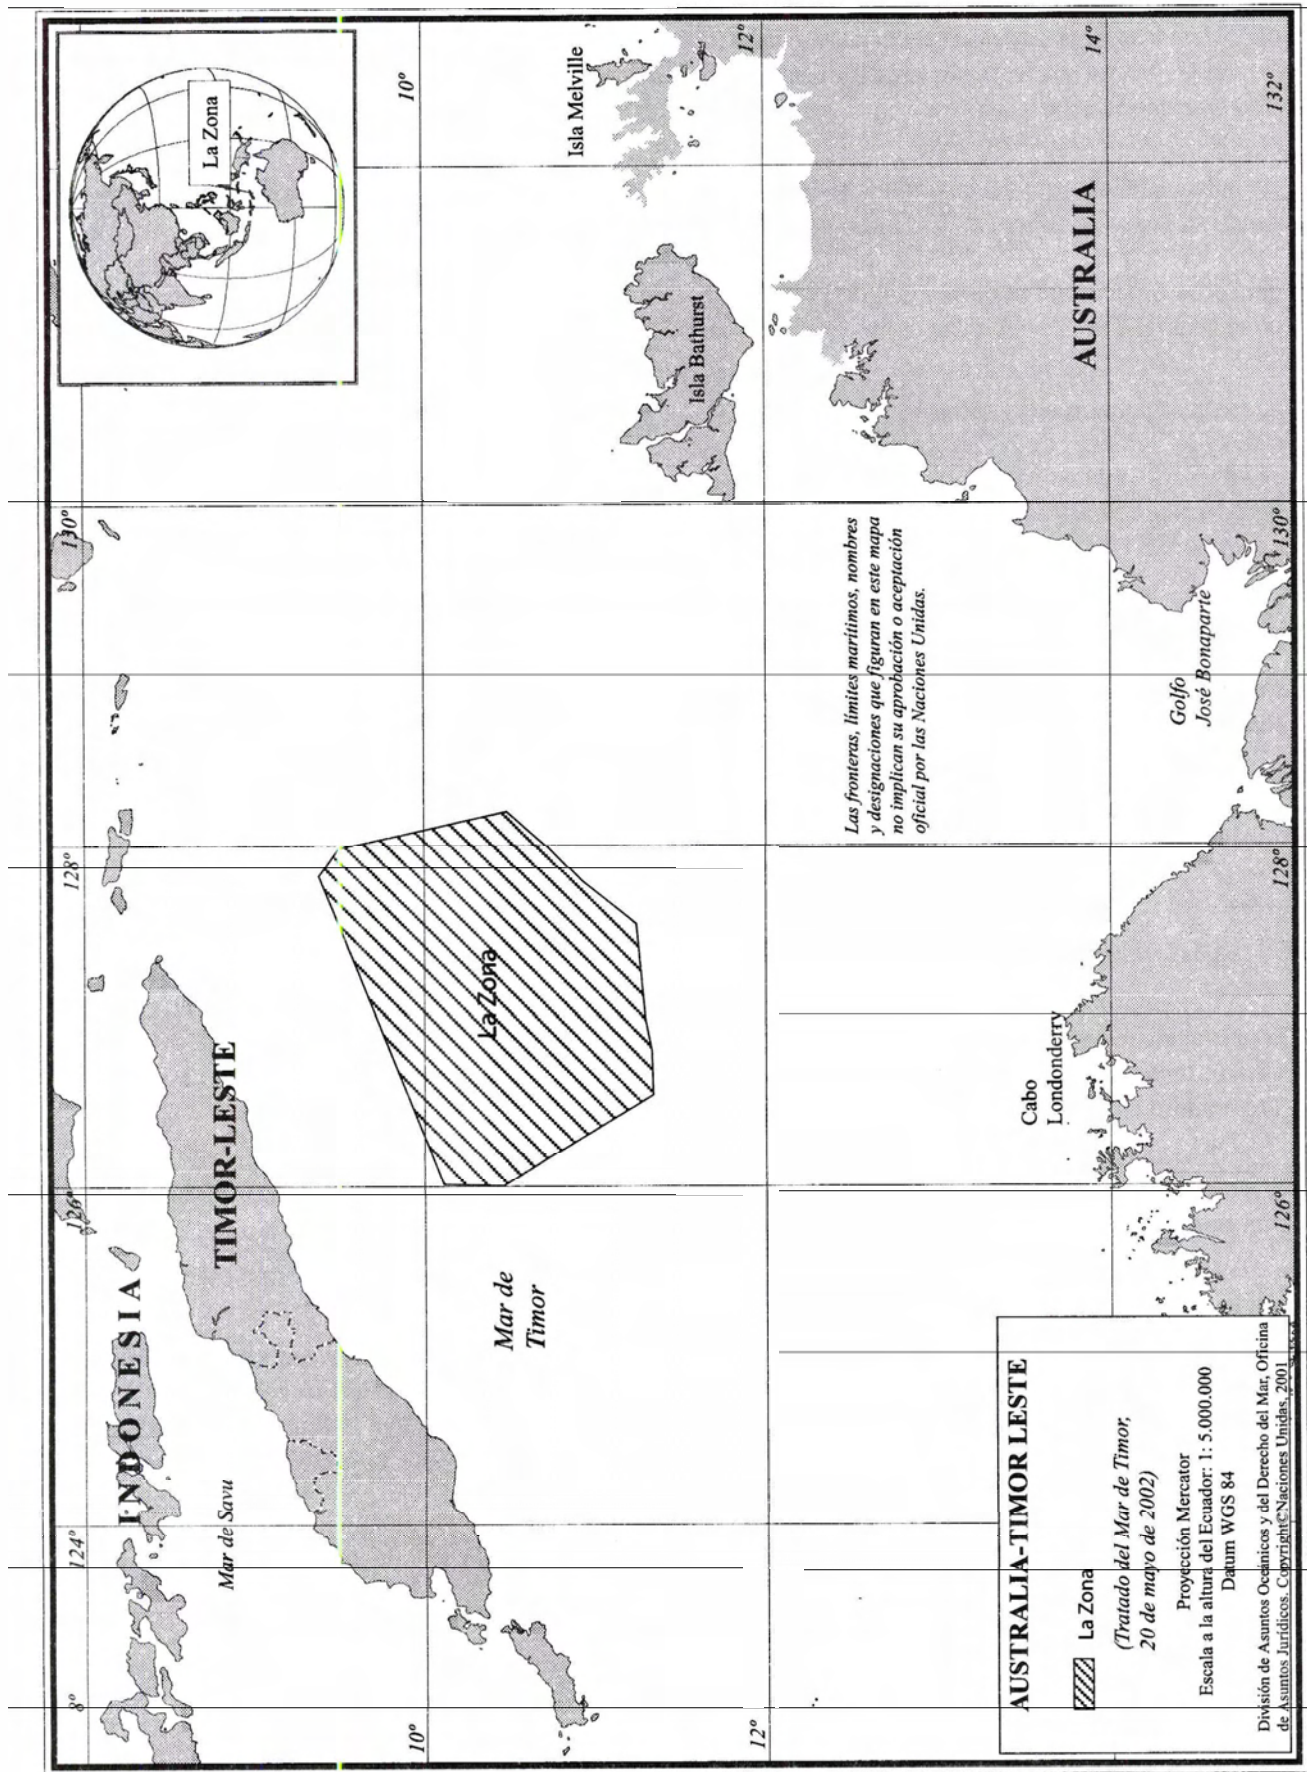 8°
124°
126°
128°
130°
INDONESIA
Mar de Savu
TIMOR-LESTE
La Zona
10°
10°
La Zona
Mar de
Timor
Isla Melville
Isla Bathurst
12°
12°
Las fronteras, límites marítimos, nombres
y designaciones que figuran en este mapa
no implican su aprobación o aceptación
oficial por las Naciones Unidas.
Cabo
Londonderry
AUSTRALIA
14°
Golfo
José Bonaparte
126°
128°
130°
132°
AUSTRALIA-TIMOR LESTE
La Zona
(Tratado del Mar de Timor,
20 de mayo de 2002)
Proyección Mercator
Escala a la altura del Ecuador: 1: 5.000.000
Datum WGS 84
División de Asuntos Oceánicos y del Derecho del Mar, Oficina
de Asuntos Jurídicos. Copyright©Naciones Unidas, 2001